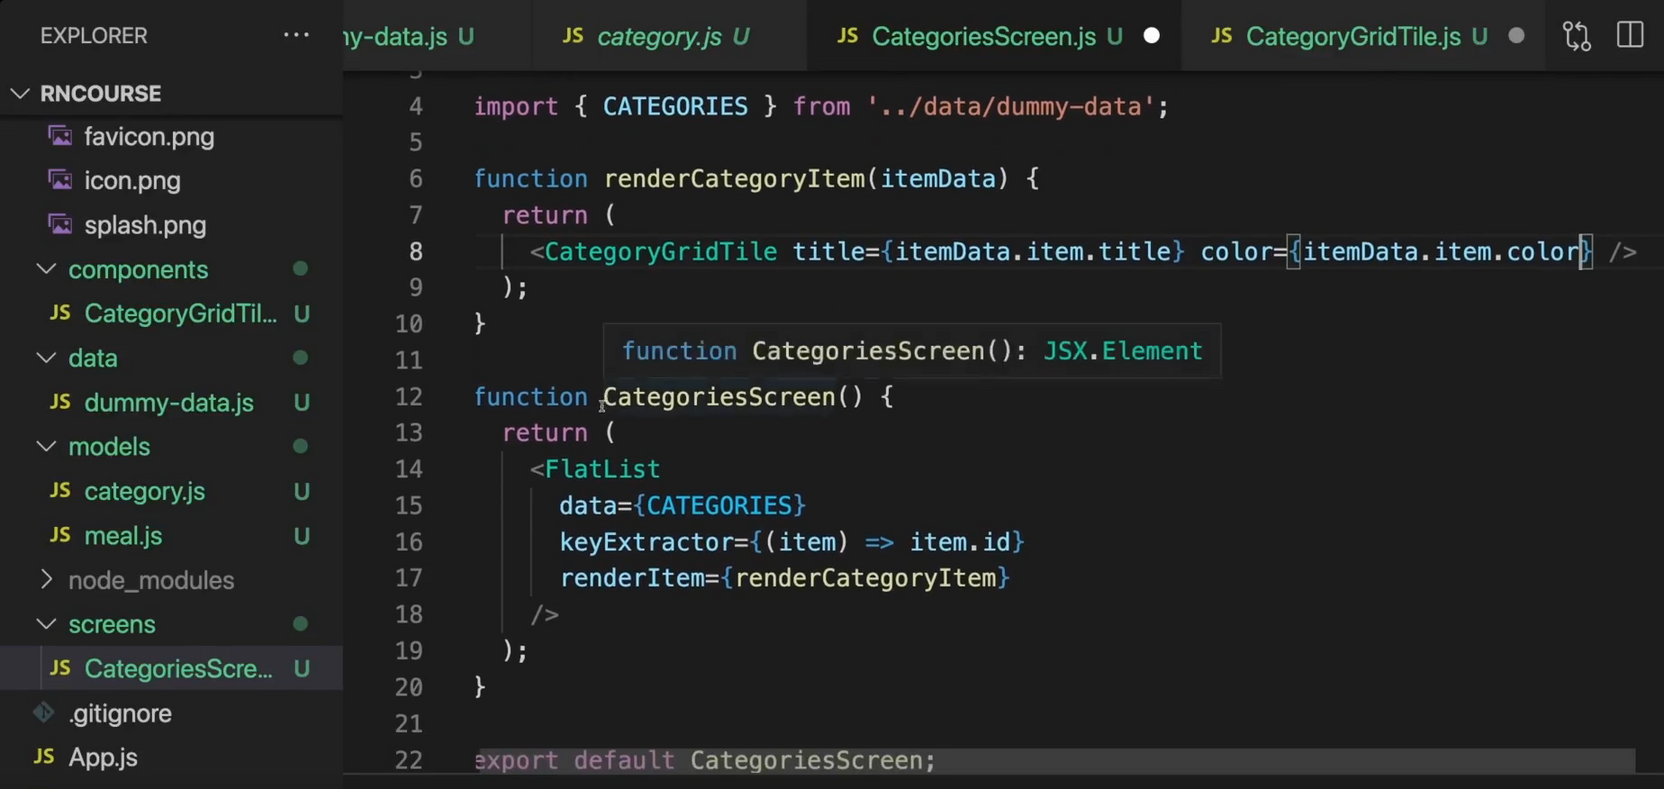 EXPLORER ...
my-data.js U
JS category.js U
JS CategoriesScreen.js U
JS CategoryGridTile.js U
RNCOURSE
favicon.png
icon.png
splash.png
components
JS CategoryGridTil... U
data
JS dummy-data.js U
models
JS category.js U
JS meal.js U
node_modules
screens
JS CategoriesScre... U
.gitignore
JS App.js
3
4 import { CATEGORIES } from '../data/dummy-data';
5
6 function renderCategoryItem(itemData) {
7 return (
8 <CategoryGridTile title={itemData.item.title} color={itemData.item.color} />
9 );
10 }
function CategoriesScreen(): JSX.Element
11
12 function CategoriesScreen() {
13 return (
14 <FlatList
15 data={CATEGORIES}
16 keyExtractor={(item) => item.id}
17 renderItem={renderCategoryItem}
18 />
19 );
20 }
21
22 export default CategoriesScreen;